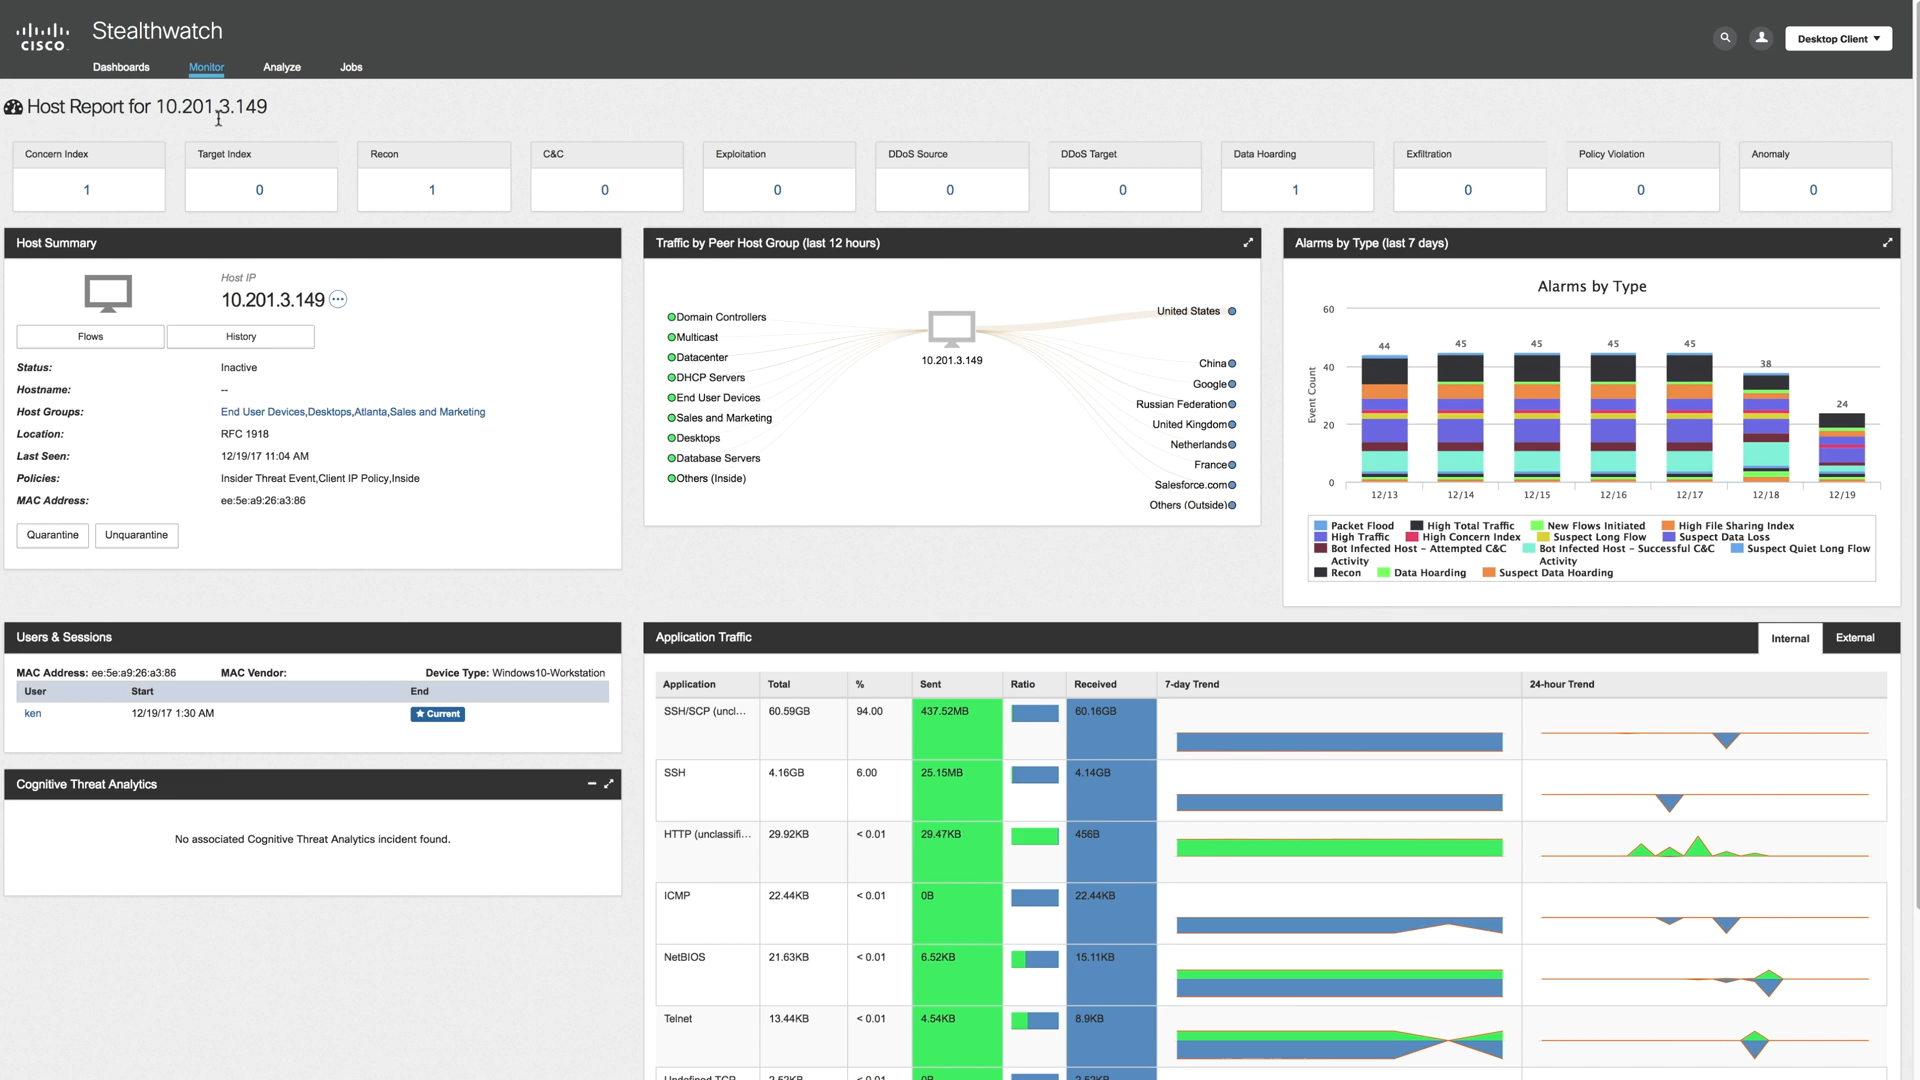 CISCO
Stealthwatch
Dashboards Monitor Analyze Jobs
Desktop Client
Host Report for 10.201.3.149
Concern Index Target Index Recon C&C Exploitation DDoS Source DDoS Target Data Hoarding Exfiltration Policy Violation Anomaly
1 0 1 0 0 0 0 1 0 0 0
Host Summary
Host IP
10.201.3.149
Flows History
Status: Inactive
Hostname: --
Host Groups: End User Devices,Desktops,Atlanta,Sales and Marketing
Location: RFC 1918
Last Seen: 12/19/17 11:04 AM
Policies: Insider Threat Event,Client IP Policy,Inside
MAC Address: ee:5e:a9:26:a3:86
Quarantine Unquarantine
Traffic by Peer Host Group (last 12 hours)
Domain Controllers
Multicast
Datacenter
DHCP Servers
End User Devices
Sales and Marketing
Desktops
Database Servers
Others (Inside)
10.201.3.149
United States
China
Google
Russian Federation
United Kingdom
Netherlands
France
Salesforce.com
Others (Outside)
Alarms by Type (last 7 days)
Alarms by Type
Event Count
60
40
20
0
44 45 45 45 45 38 24
12/13 12/14 12/15 12/16 12/17 12/18 12/19
Packet Flood High Total Traffic New Flows Initiated High File Sharing Index
High Traffic High Concern Index Suspect Long Flow Suspect Data Loss
Bot Infected Host - Attempted C&C Activity Bot Infected Host - Successful C&C Activity Suspect Quiet Long Flow
Recon Data Hoarding Suspect Data Hoarding
Users & Sessions
MAC Address: ee:5e:a9:26:a3:86 MAC Vendor: Device Type: Windows10-Workstation
User Start End
ken 12/19/17 1:30 AM Current
Cognitive Threat Analytics
No associated Cognitive Threat Analytics incident found.
Application Traffic
Internal External
Application Total % Sent Ratio Received 7-day Trend 24-hour Trend
SSH/SCP (uncl... 60.59GB 94.00 437.52MB 60.16GB
SSH 4.16GB 6.00 25.15MB 4.14GB
HTTP (unclassifi... 29.92KB < 0.01 29.47KB 456B
ICMP 22.44KB < 0.01 0B 22.44KB
NetBIOS 21.63KB < 0.01 6.52KB 15.11KB
Telnet 13.44KB < 0.01 4.54KB 8.9KB
Undefined TCP 2.52KB < 0.01 0B 2.52KB